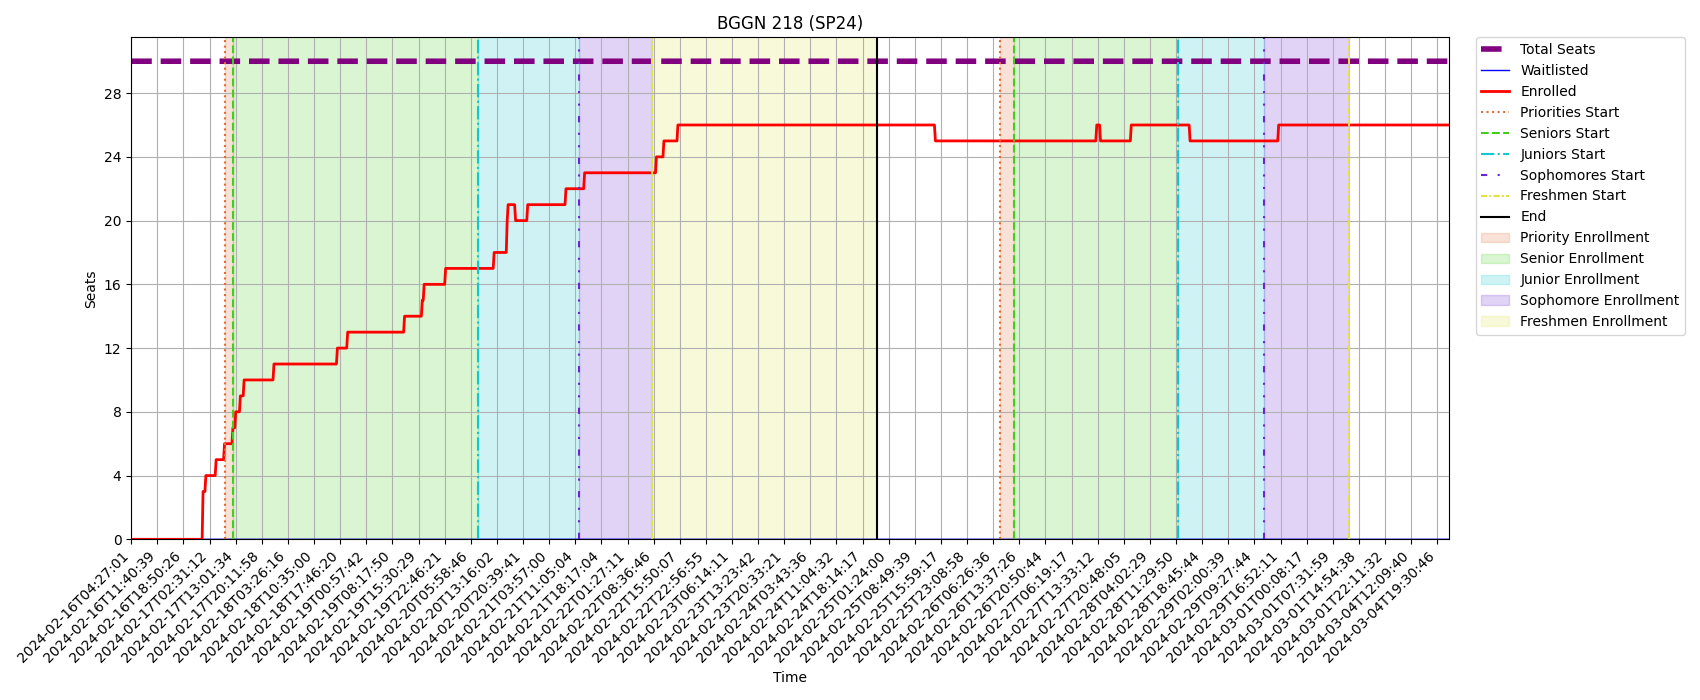 BGGN 218 (SP24)
Total Seats
Waitlisted
Enrolled
Priorities Start
Seniors Start
Juniors Start
Sophomores Start
Freshmen Start
End
Priority Enrollment
Senior Enrollment
Junior Enrollment
Sophomore Enrollment
Freshmen Enrollment
Seats
28
24
20
16
12
8
4
0
2024-02-16T04:27:01
2024-02-16T11:40:39
2024-02-16T18:50:26
2024-02-17T02:31:12
2024-02-17T13:01:34
2024-02-17T20:11:58
2024-02-18T03:26:16
2024-02-18T10:35:00
2024-02-18T17:46:20
2024-02-19T00:57:42
2024-02-19T08:17:50
2024-02-19T15:30:29
2024-02-19T22:46:21
2024-02-20T05:58:46
2024-02-20T13:16:02
2024-02-20T20:39:41
2024-02-21T03:57:00
2024-02-21T11:05:04
2024-02-21T18:17:04
2024-02-22T01:27:11
2024-02-22T08:36:46
2024-02-22T15:50:07
2024-02-22T22:56:55
2024-02-23T06:14:11
2024-02-23T13:23:42
2024-02-23T20:33:21
2024-02-24T03:43:36
2024-02-24T11:04:32
2024-02-24T18:14:17
2024-02-25T01:24:00
2024-02-25T08:49:39
2024-02-25T15:59:17
2024-02-25T23:08:58
2024-02-26T06:26:36
2024-02-26T13:37:26
2024-02-26T20:50:44
2024-02-27T06:19:17
2024-02-27T13:33:12
2024-02-27T20:48:05
2024-02-28T04:02:29
2024-02-28T11:29:50
2024-02-28T18:45:44
2024-02-29T02:00:39
2024-02-29T09:27:44
2024-02-29T16:52:11
2024-03-01T00:08:17
2024-03-01T07:31:59
2024-03-01T14:54:38
2024-03-01T22:11:32
2024-03-04T12:09:40
2024-03-04T19:30:46
Time